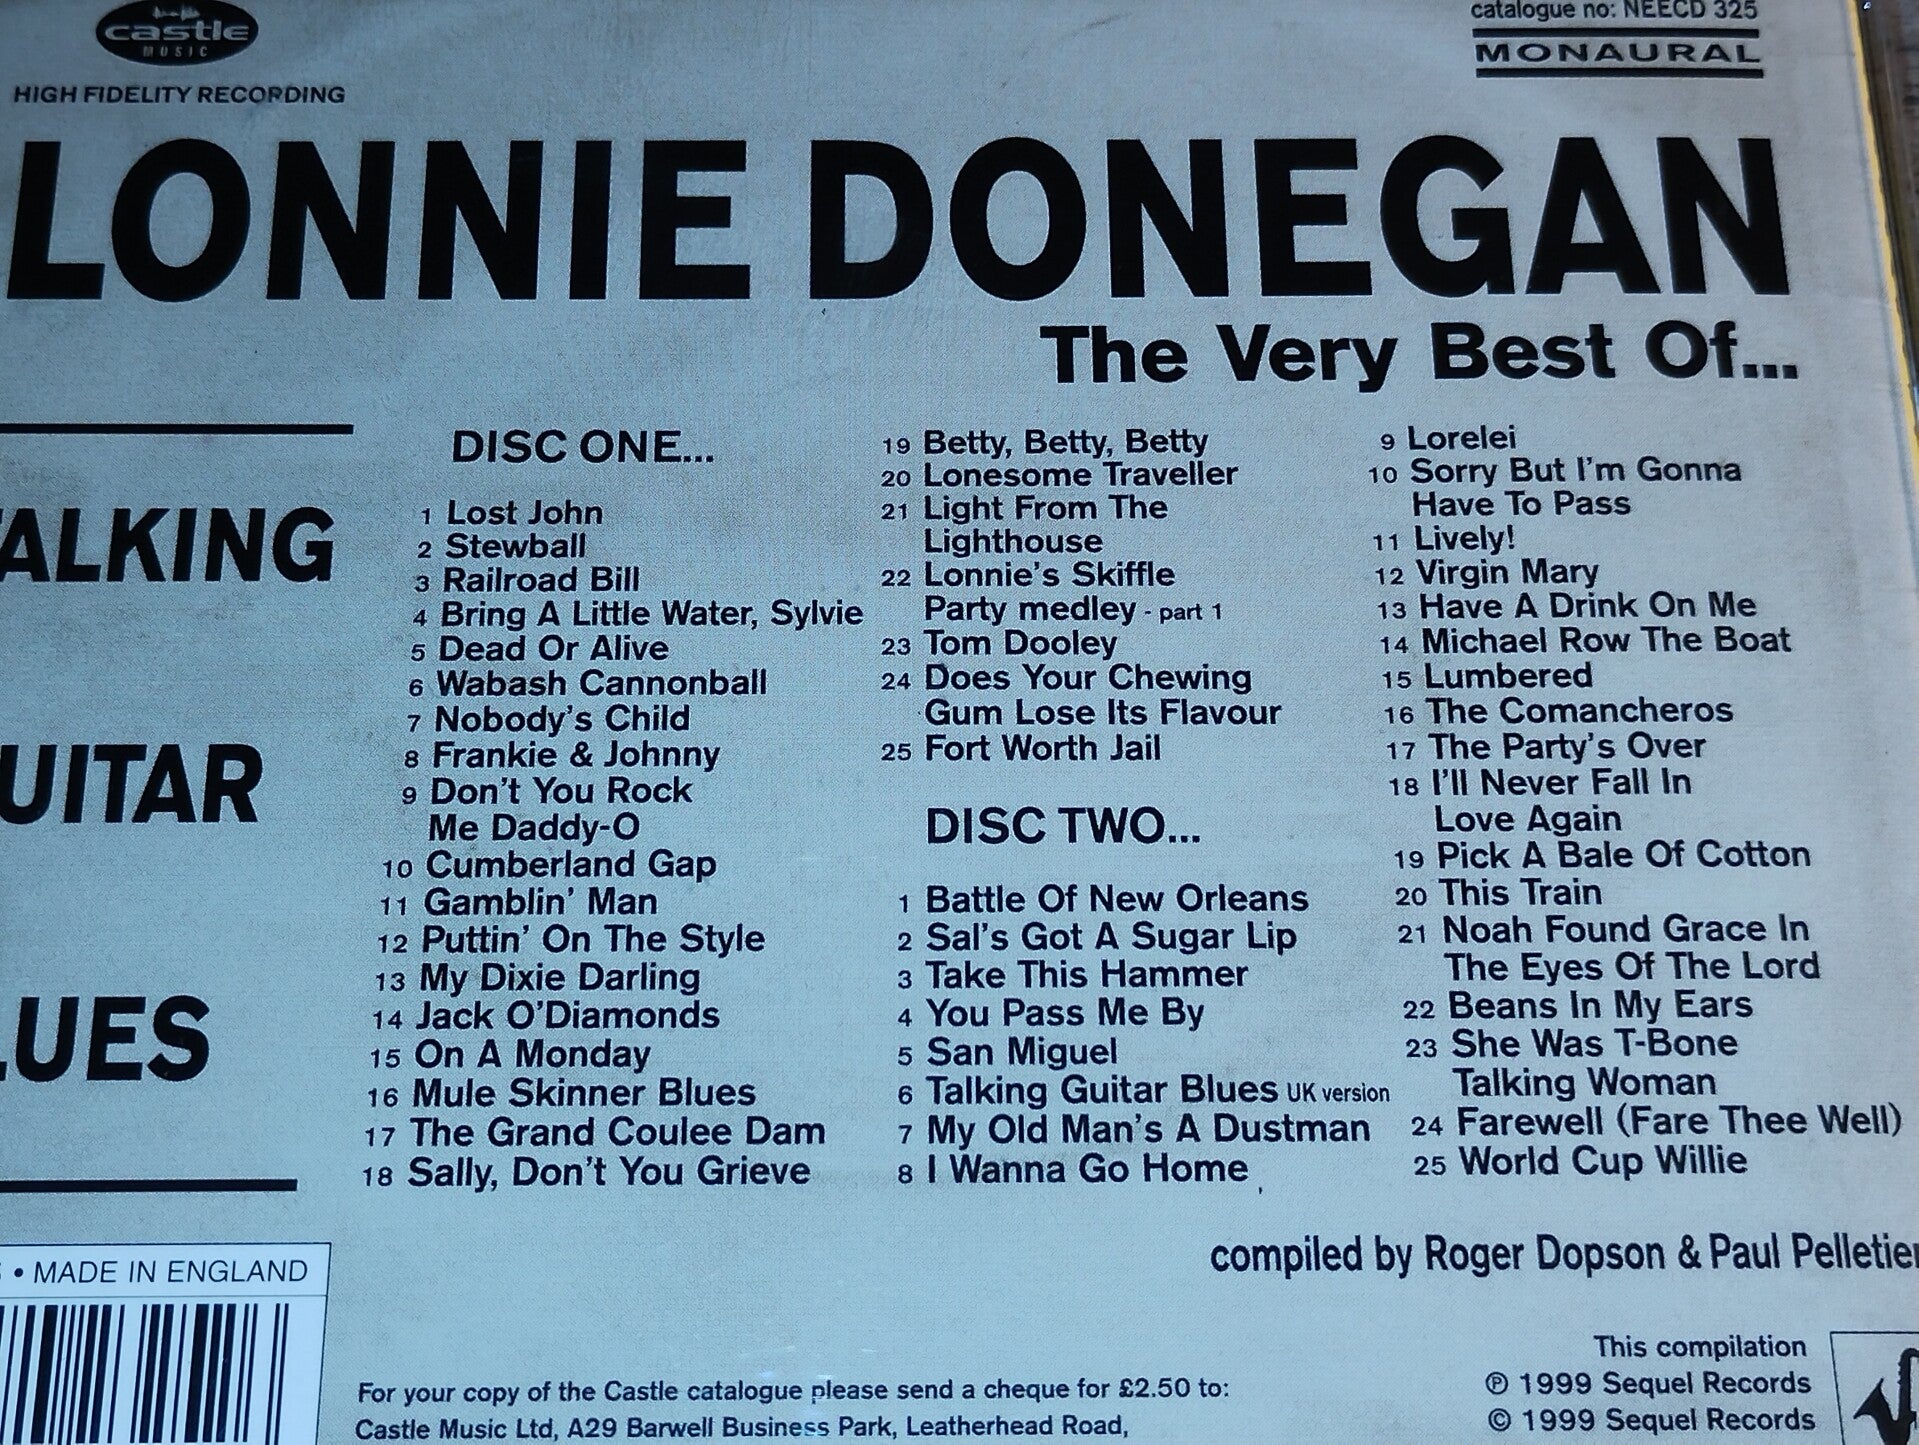 castle
MUSIC
HIGH FIDELITY RECORDING
catalogue no: NEECD 325
MONAURAL
LONNIE DONEGAN
The Very Best Of...
TALKING
GUITAR
BLUES
DISC ONE...
1 Lost John
2 Stewball
3 Railroad Bill
4 Bring A Little Water, Sylvie
5 Dead Or Alive
6 Wabash Cannonball
7 Nobody's Child
8 Frankie & Johnny
9 Don't You Rock
Me Daddy-O
10 Cumberland Gap
11 Gamblin' Man
12 Puttin' On The Style
13 My Dixie Darling
14 Jack O'Diamonds
15 On A Monday
16 Mule Skinner Blues
17 The Grand Coulee Dam
18 Sally, Don't You Grieve
19 Betty, Betty, Betty
20 Lonesome Traveller
21 Light From The
Lighthouse
22 Lonnie's Skiffle
Party medley - part 1
23 Tom Dooley
24 Does Your Chewing
Gum Lose Its Flavour
25 Fort Worth Jail
DISC TWO...
1 Battle Of New Orleans
2 Sal's Got A Sugar Lip
3 Take This Hammer
4 You Pass Me By
5 San Miguel
6 Talking Guitar Blues UK version
7 My Old Man's A Dustman
8 I Wanna Go Home
9 Lorelei
10 Sorry But I'm Gonna
Have To Pass
11 Lively!
12 Virgin Mary
13 Have A Drink On Me
14 Michael Row The Boat
15 Lumbered
16 The Comancheros
17 The Party's Over
18 I'll Never Fall In
Love Again
19 Pick A Bale Of Cotton
20 This Train
21 Noah Found Grace In
The Eyes Of The Lord
22 Beans In My Ears
23 She Was T-Bone
Talking Woman
24 Farewell (Fare Thee Well)
25 World Cup Willie
compiled by Roger Dopson & Paul Pelletier
• MADE IN ENGLAND
For your copy of the Castle catalogue please send a cheque for £2.50 to:
Castle Music Ltd, A29 Barwell Business Park, Leatherhead Road,
This compilation
℗ 1999 Sequel Records
© 1999 Sequel Records